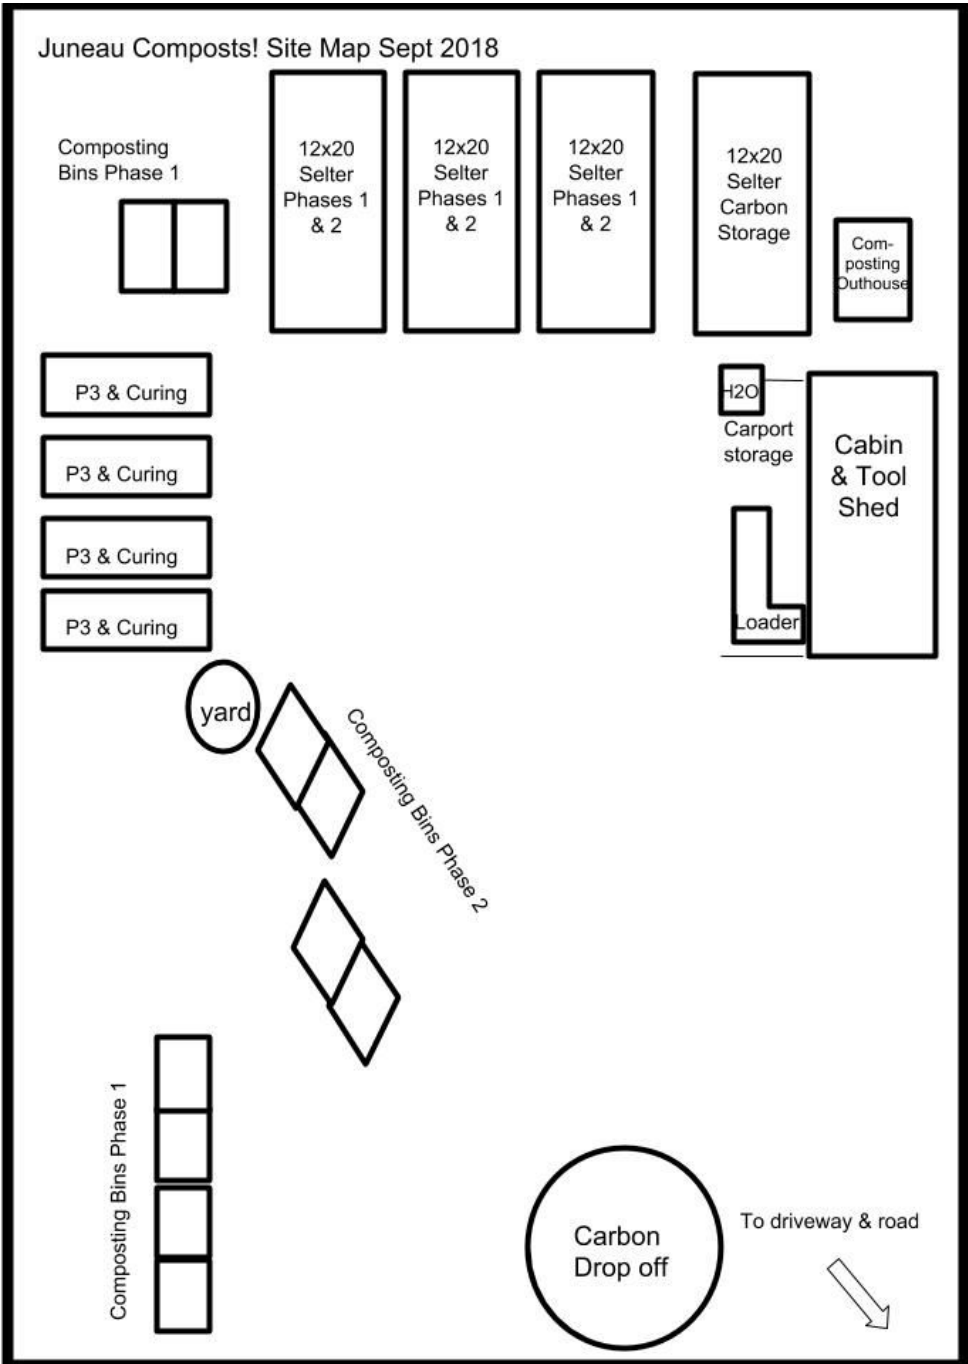 Juneau Composts! Site Map Sept 2018
Composting
Bins Phase 1
12x20
Selter
Phases 1
& 2
12x20
Selter
Phases 1
& 2
12x20
Selter
Phases 1
& 2
12x20
Selter
Carbon
Storage
Com-
posting
Outhouse
P3 & Curing
P3 & Curing
P3 & Curing
P3 & Curing
H2O
Carport
storage
Cabin
& Tool
Shed
Loader
yard
Composting Bins Phase 2
Composting Bins Phase 1
Carbon
Drop off
To driveway & road